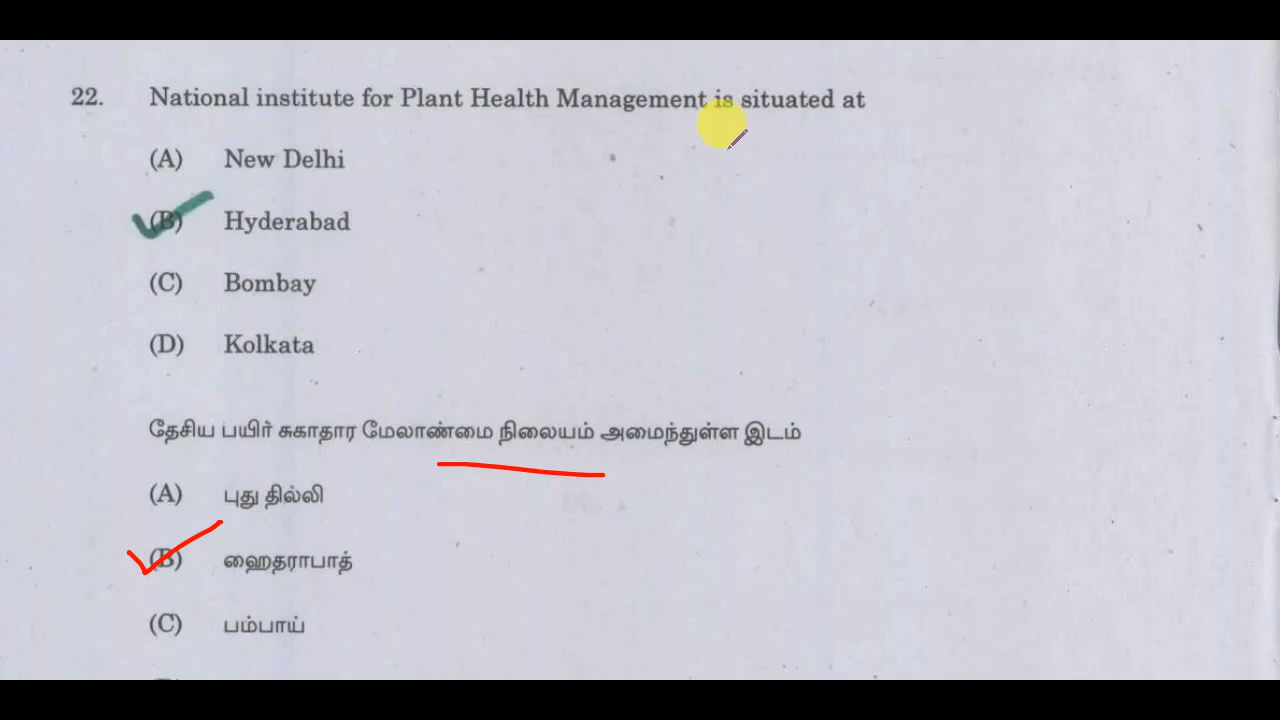 22. National institute for Plant Health Management is situated at
(A) New Delhi
(B) Hyderabad
(C) Bombay
(D) Kolkata
தேசிய பயிர் சுகாதார மேலாண்மை நிலையம் அமைந்துள்ள இடம்
(A) புது தில்லி
(B) ஹைதராபாத்
(C) பம்பாய்